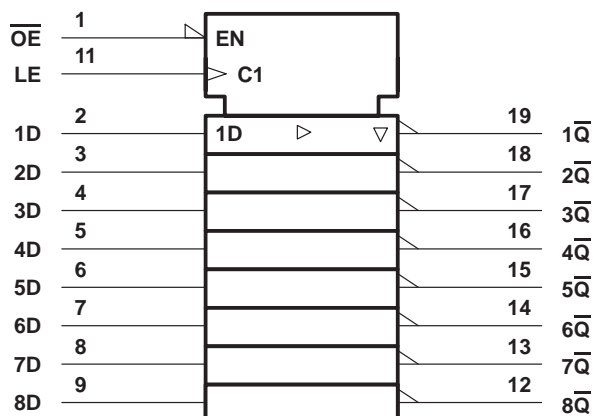 O̅E̅ 1 EN
LE 11 C1
1D 2 1D 19 1Q̅
2D 3 18 2Q̅
3D 4 17 3Q̅
4D 5 16 4Q̅
5D 6 15 5Q̅
6D 7 14 6Q̅
7D 8 13 7Q̅
8D 9 12 8Q̅